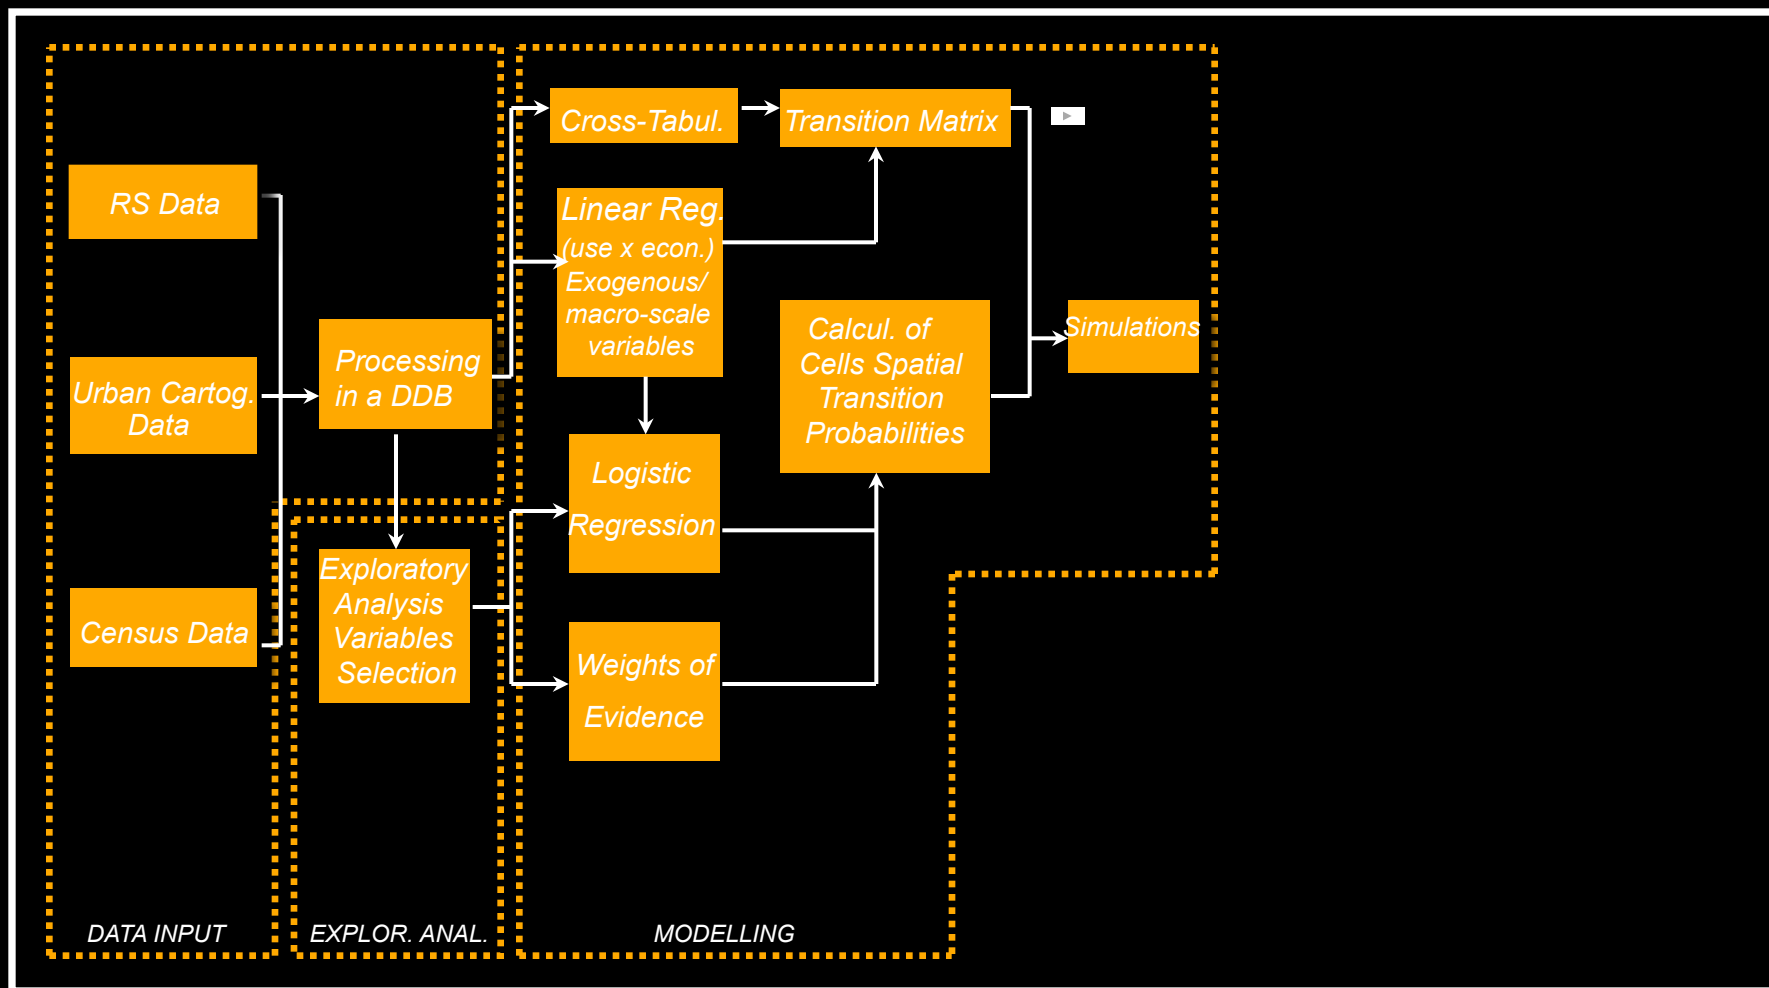 RS Data
Urban Cartog.
Data
Census Data
Processing
in a DDB
Exploratory
Analysis
Variables
Selection
Cross-Tabul.
Transition Matrix
Linear Reg.
(use x econ.)
Exogenous/
macro-scale
variables
Logistic
Regression
Weights of
Evidence
Calcul. of
Cells Spatial
Transition
Probabilities
Simulations
DATA INPUT
EXPLOR. ANAL.
MODELLING